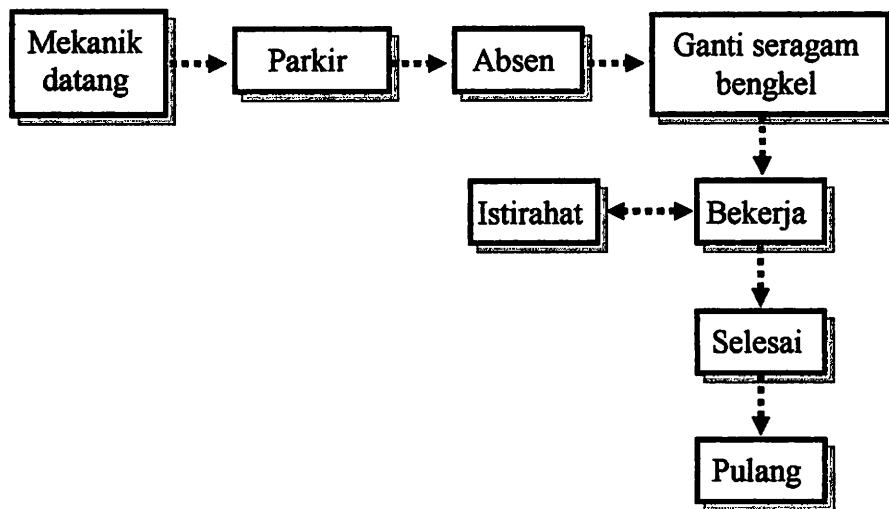 Mekanik
datang
Parkir
Absen
Ganti seragam
bengkel
Istirahat
Bekerja
Selesai
Pulang